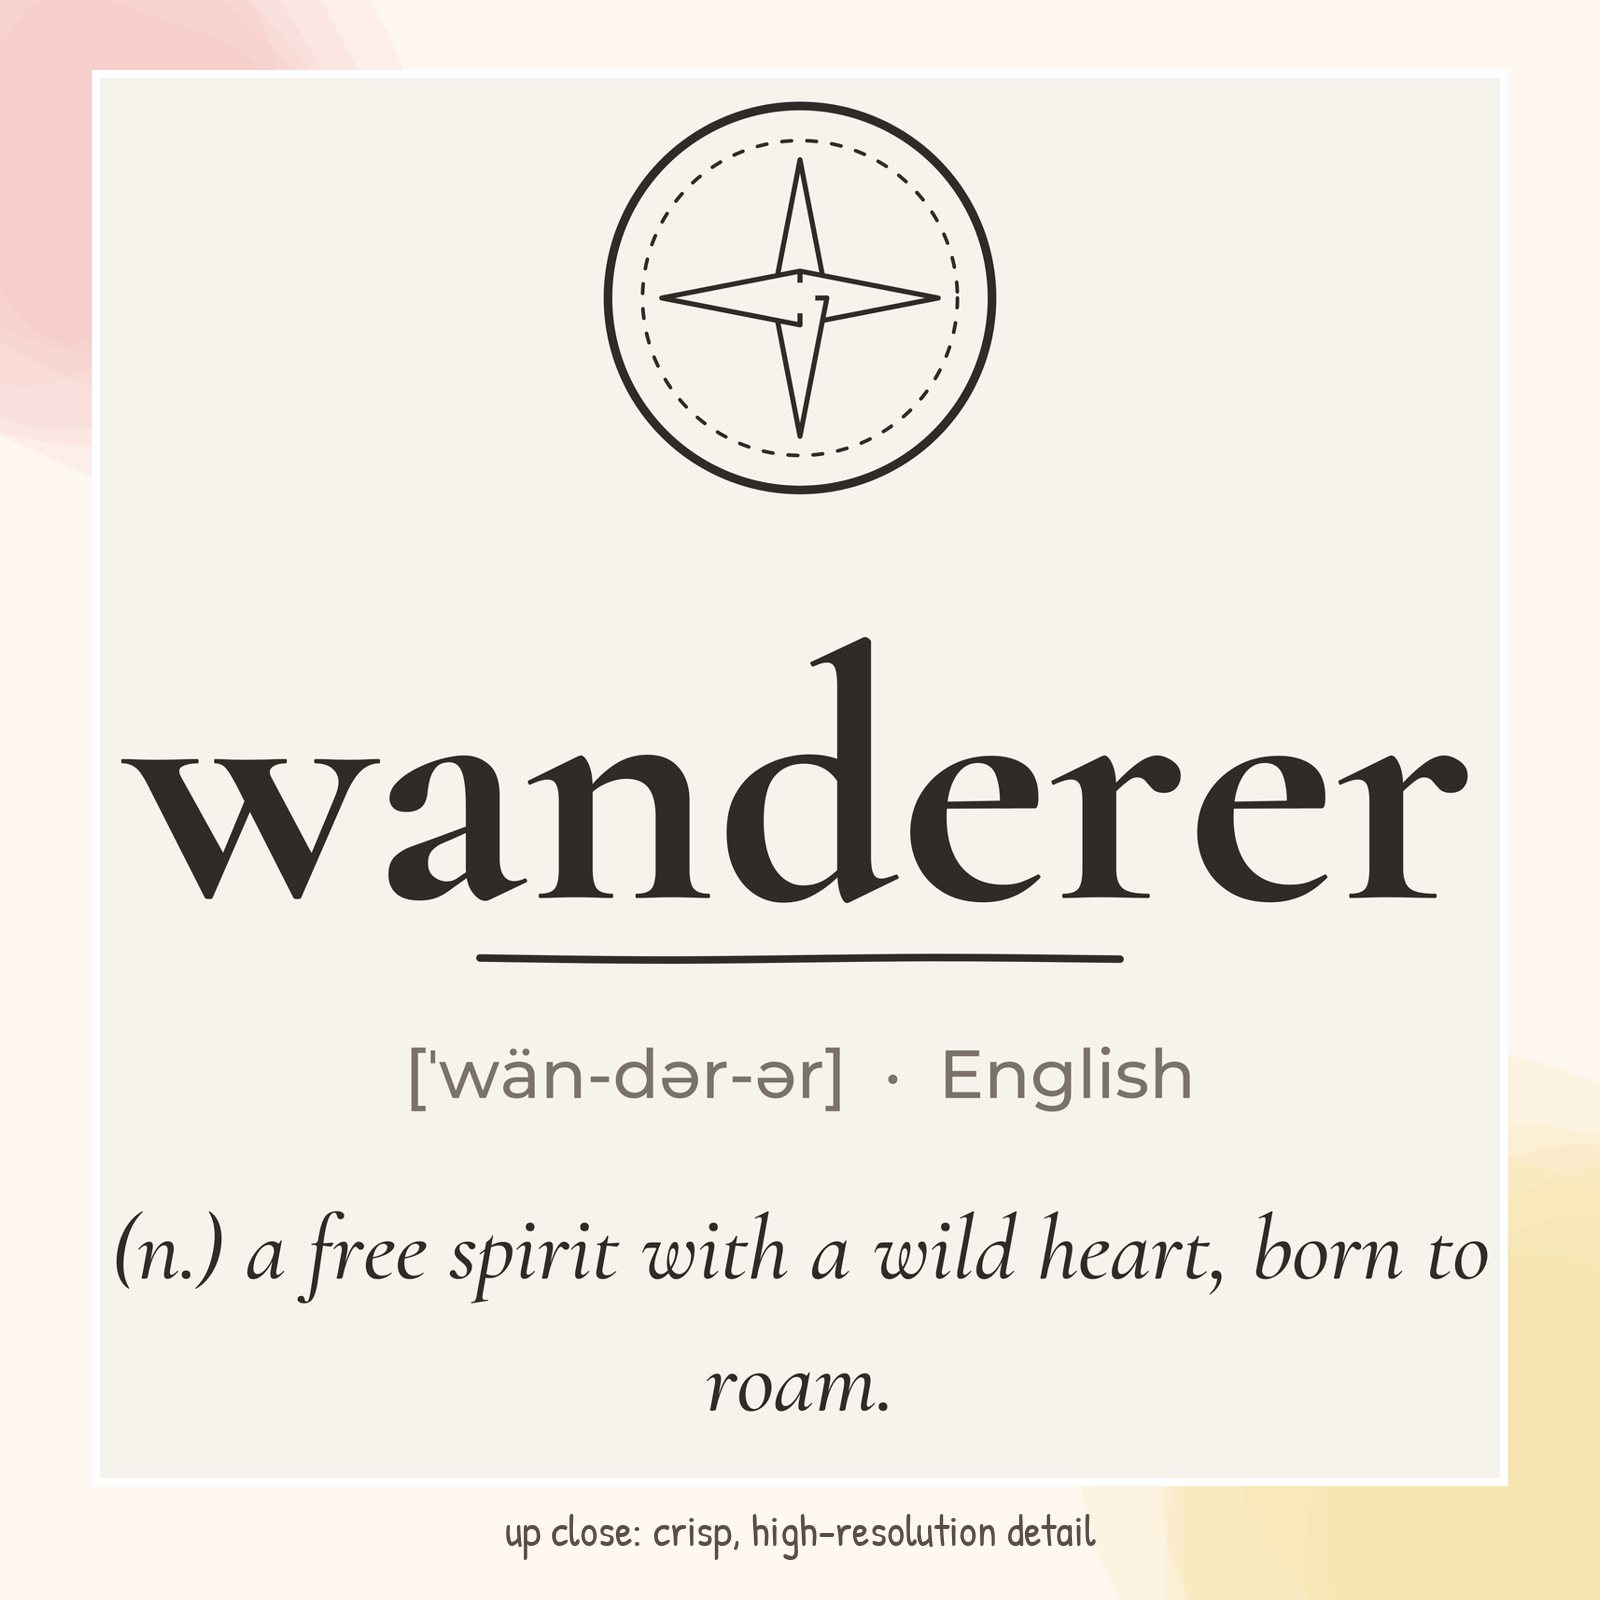 wanderer
[ˈwän-dər-ər] · English
(n.) a free spirit with a wild heart, born to
roam.
up close: crisp, high-resolution detail